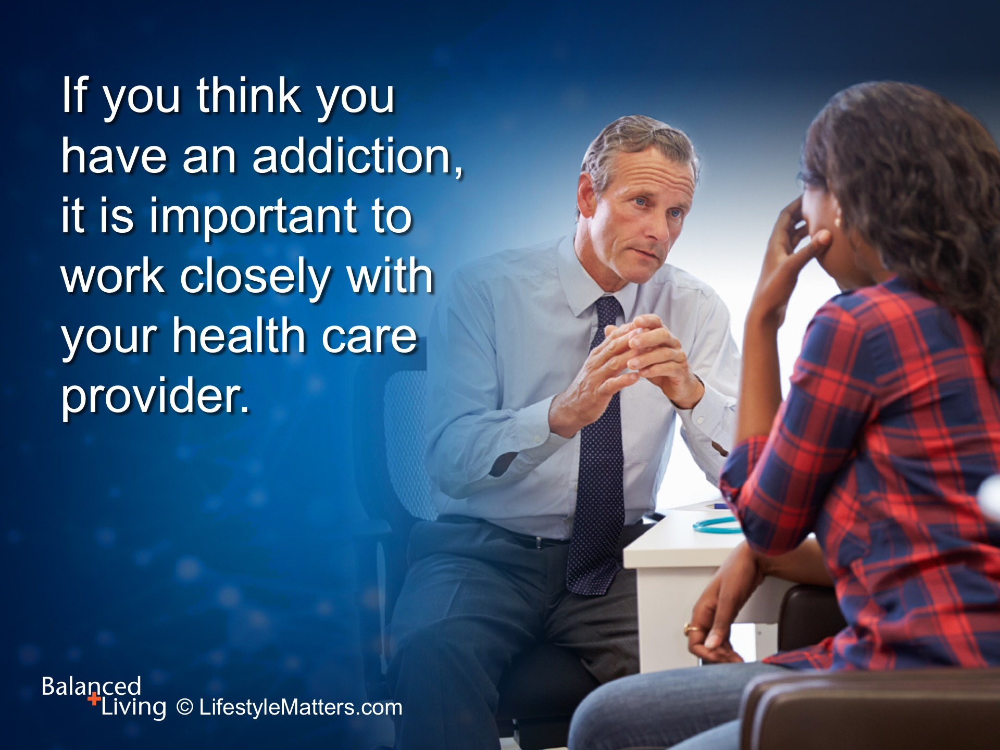 If you think you
have an addiction,
it is important to
work closely with
your health care
provider.
Balanced
Living © LifestyleMatters.com